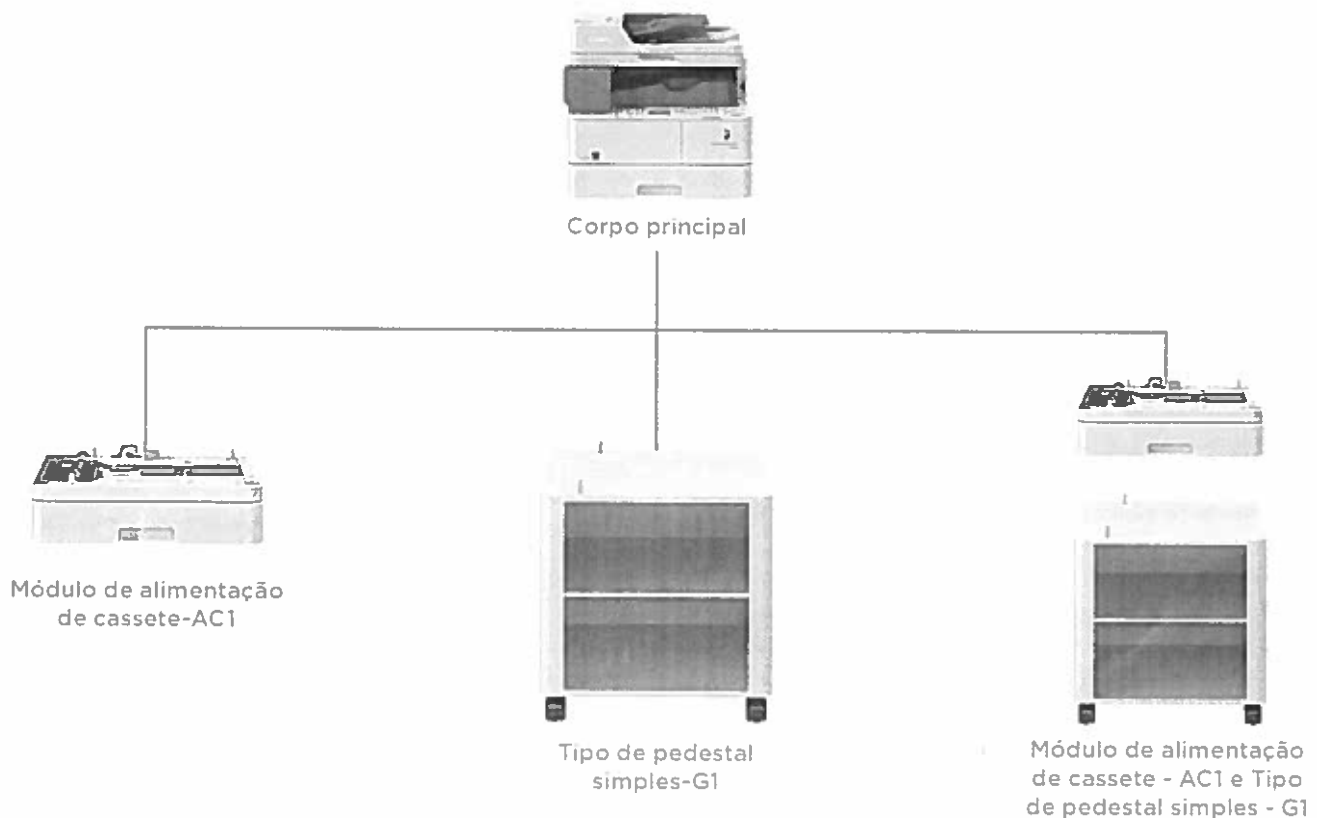 Corpo principal
Módulo de alimentação
de cassete-AC1
Tipo de pedestal
simples-G1
Módulo de alimentação
de cassete - AC1 e Tipo
de pedestal simples - G1